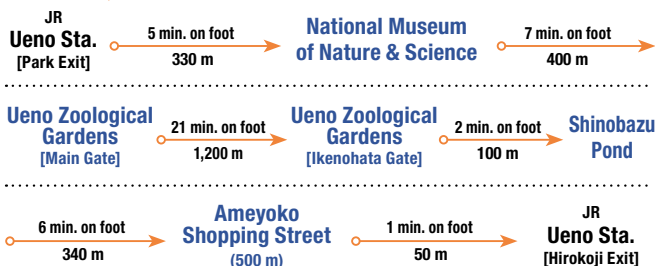 JR
Ueno Sta.
[Park Exit]
5 min. on foot
330 m
National Museum
of Nature & Science
7 min. on foot
400 m
Ueno Zoological
Gardens
[Main Gate]
21 min. on foot
1,200 m
Ueno Zoological
Gardens
[Ikenohata Gate]
2 min. on foot
100 m
Shinobazu
Pond
6 min. on foot
340 m
Ameyoko
Shopping Street
(500 m)
1 min. on foot
50 m
JR
Ueno Sta.
[Hirokoji Exit]